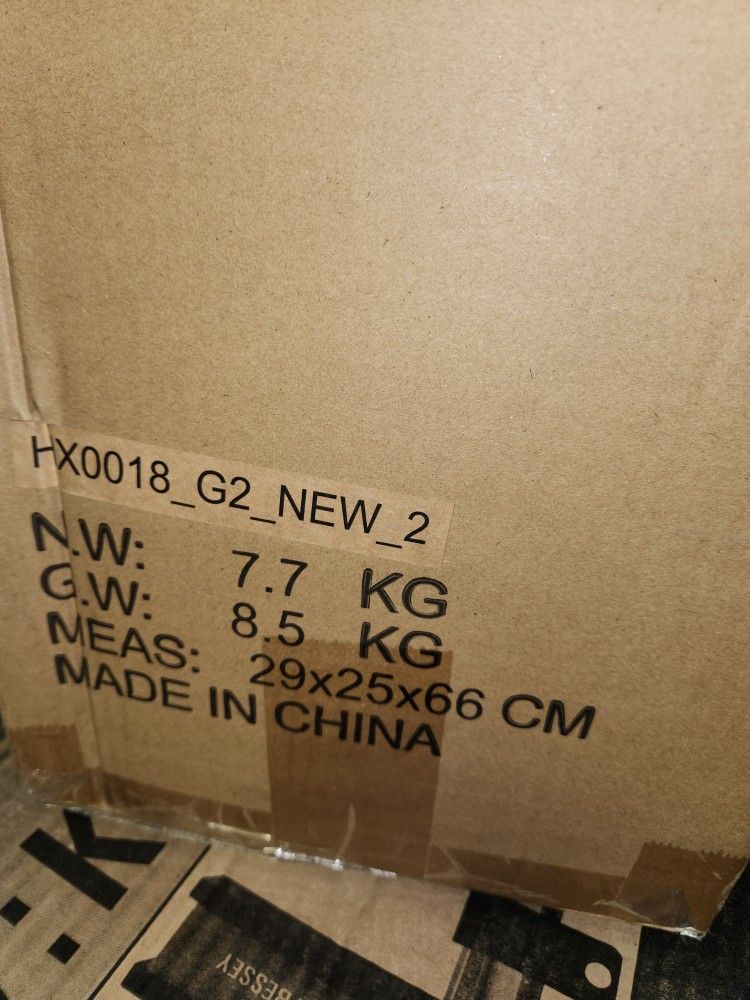 HX0018_G2_NEW_2
N.W: 7.7 KG
G.W: 8.5 KG
MEAS: 29x25x66 CM
MADE IN CHINA
BESSEY